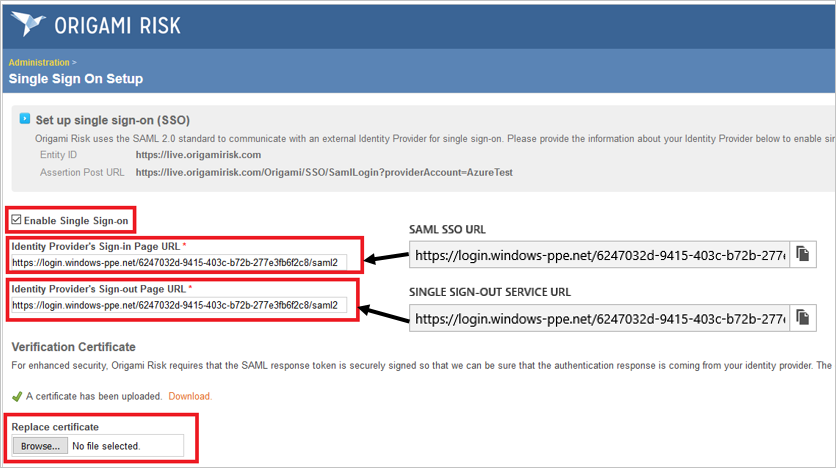 ORIGAMI RISK
Administration >
Single Sign On Setup
Set up single sign-on (SSO)
Origami Risk uses the SAML 2.0 standard to communicate with an external Identity Provider for single sign-on. Please provide the information about your Identity Provider below to enable sin
Entity ID https://live.origamirisk.com
Assertion Post URL https://live.origamirisk.com/Origami/SSO/SamlLogin?providerAccount=AzureTest
Enable Single Sign-on
Identity Provider's Sign-in Page URL *
https://login.windows-ppe.net/6247032d-9415-403c-b72b-277e3fb6f2c8/saml2
SAML SSO URL
https://login.windows-ppe.net/6247032d-9415-403c-b72b-277e
Identity Provider's Sign-out Page URL *
https://login.windows-ppe.net/6247032d-9415-403c-b72b-277e3fb6f2c8/saml2
SINGLE SIGN-OUT SERVICE URL
https://login.windows-ppe.net/6247032d-9415-403c-b72b-277e
Verification Certificate
For enhanced security, Origami Risk requires that the SAML response token is securely signed so that we can be sure that the authentication response is coming from your identity provider. The
A certificate has been uploaded. Download.
Replace certificate
Browse... No file selected.